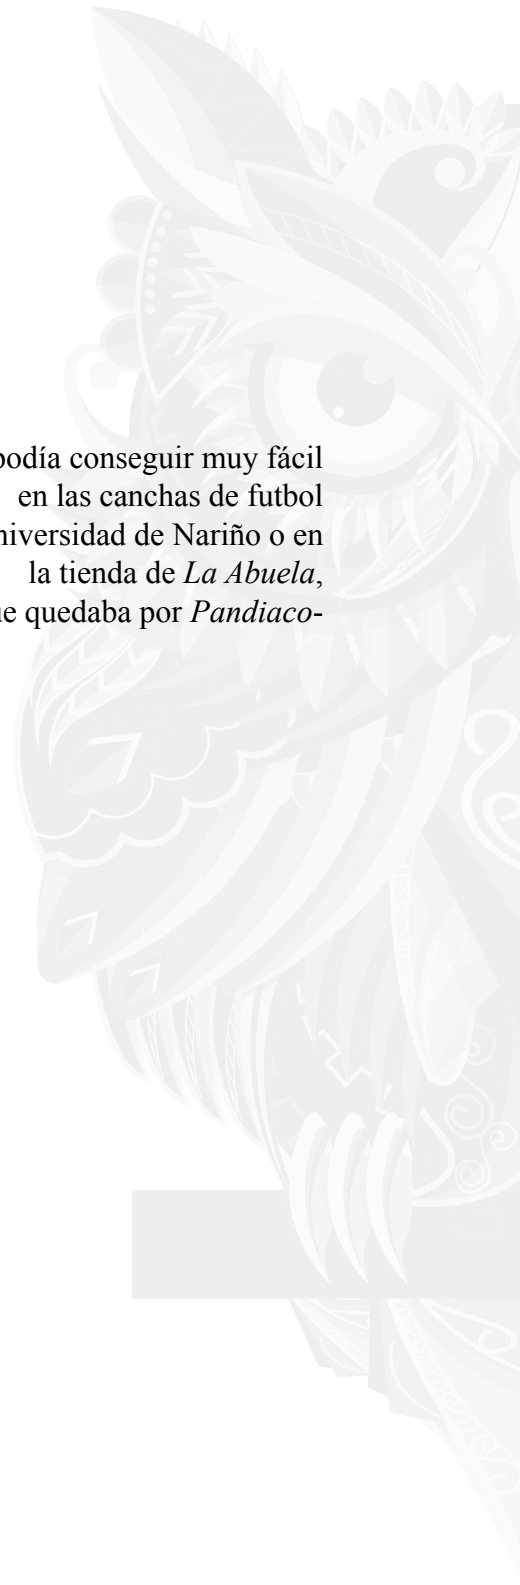 podía conseguir muy fácil
en las canchas de futbol
niversidad de Nariño o en
la tienda de La Abuela,
ue quedaba por Pandiaco-